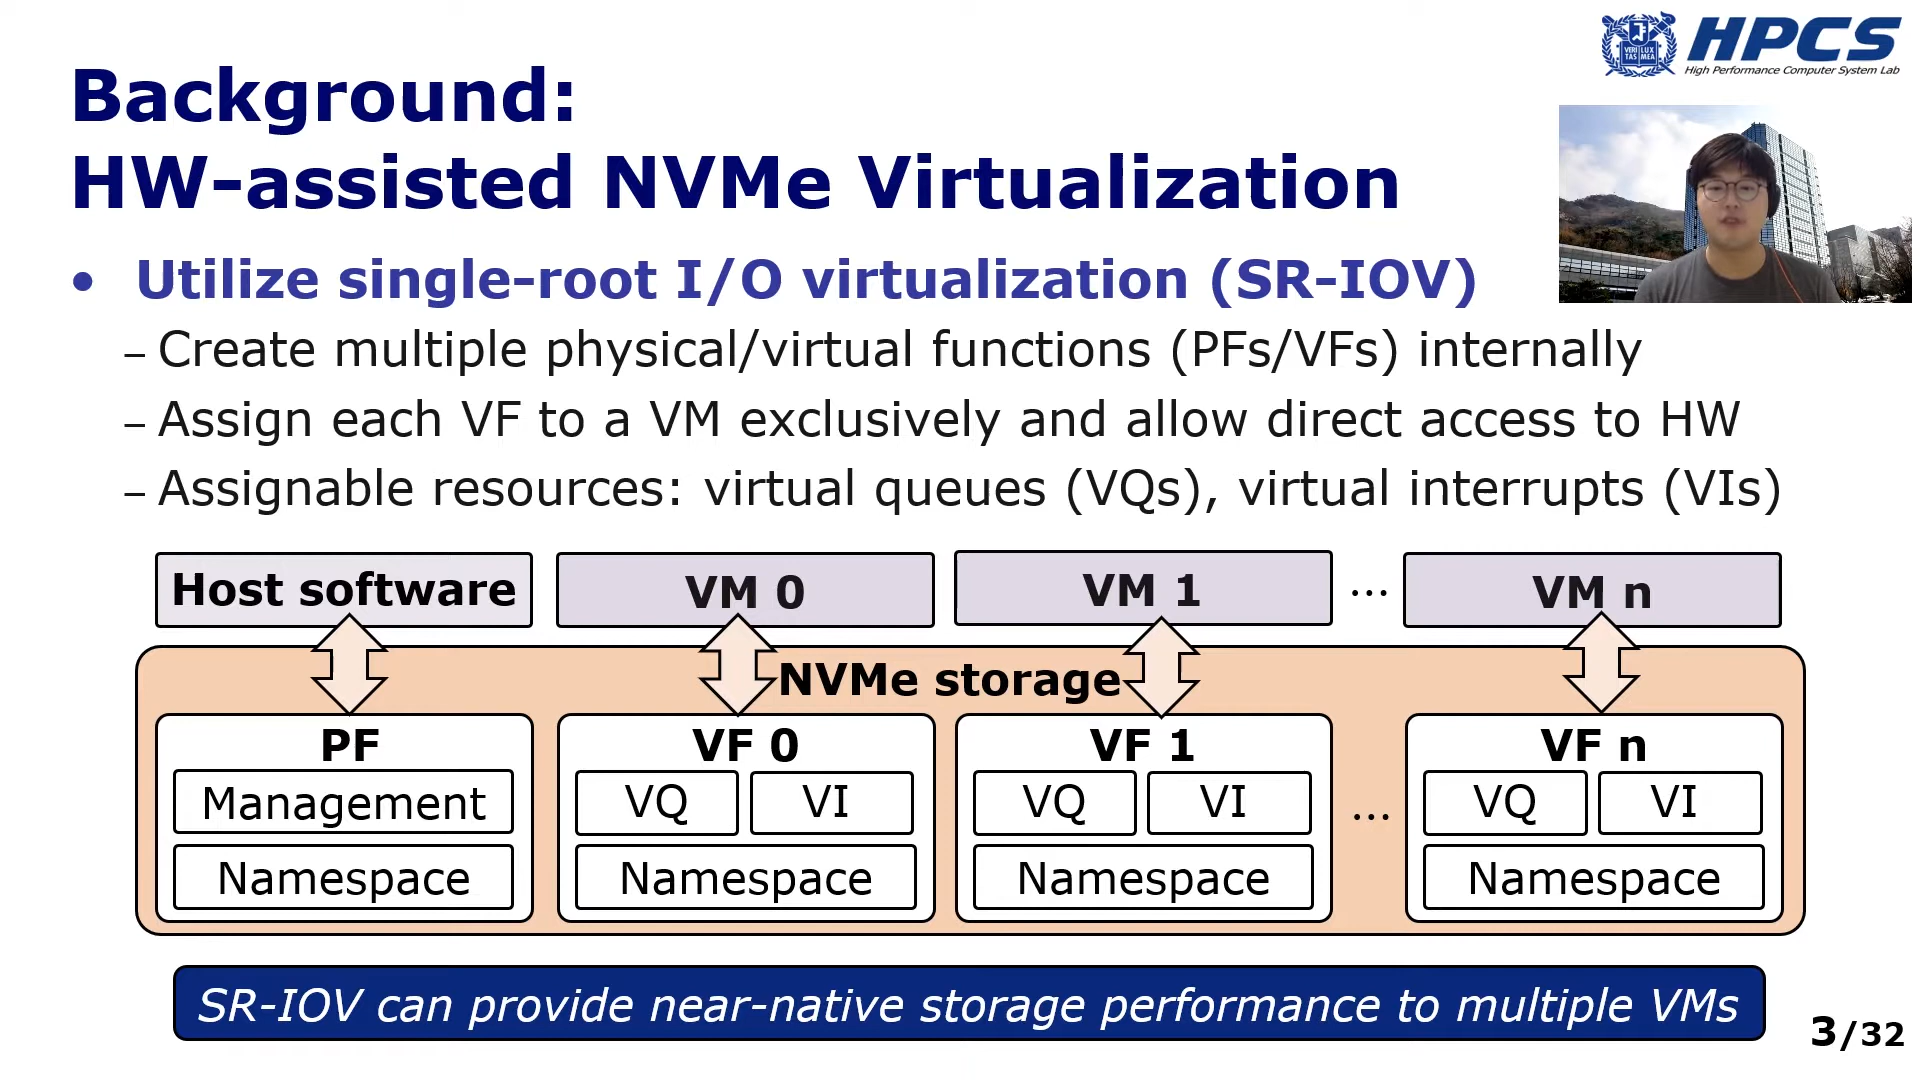 HPCS
High Performance Computer System Lab
VERI LUX
TAS MEA
Background:
HW-assisted NVMe Virtualization
• Utilize single-root I/O virtualization (SR-IOV)
– Create multiple physical/virtual functions (PFs/VFs) internally
– Assign each VF to a VM exclusively and allow direct access to HW
– Assignable resources: virtual queues (VQs), virtual interrupts (VIs)
Host software VM 0 VM 1 ... VM n
NVMe storage
PF VF 0 VF 1 VF n
Management VQ VI VQ VI ... VQ VI
Namespace Namespace Namespace Namespace
SR-IOV can provide near-native storage performance to multiple VMs
3/32